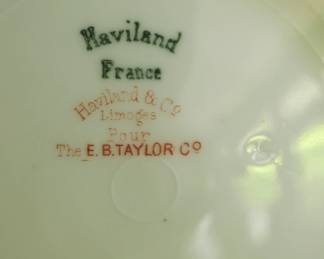 Haviland
France
Haviland & Co
Limoges
Pour
The E. B. TAYLOR Co